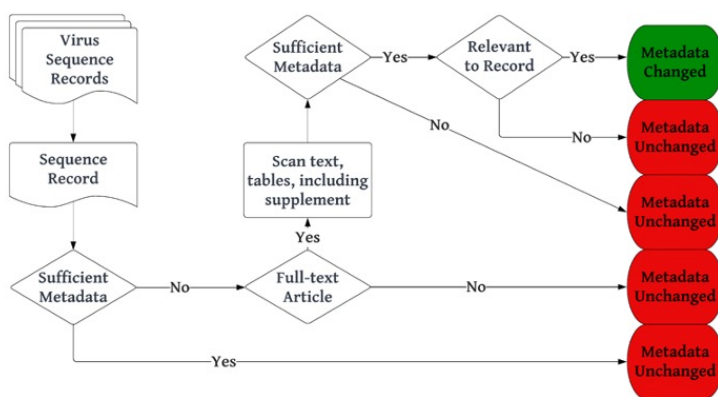 Virus
Sequence
Records
Sufficient
Metadata
Yes
Relevant
to Record
Yes
Metadata
Changed
No
No
Metadata
Unchanged
Sequence
Record
Scan text,
tables, including
supplement
Metadata
Unchanged
Yes
Sufficient
Metadata
No
Full-text
Article
No
Metadata
Unchanged
Yes
Metadata
Unchanged